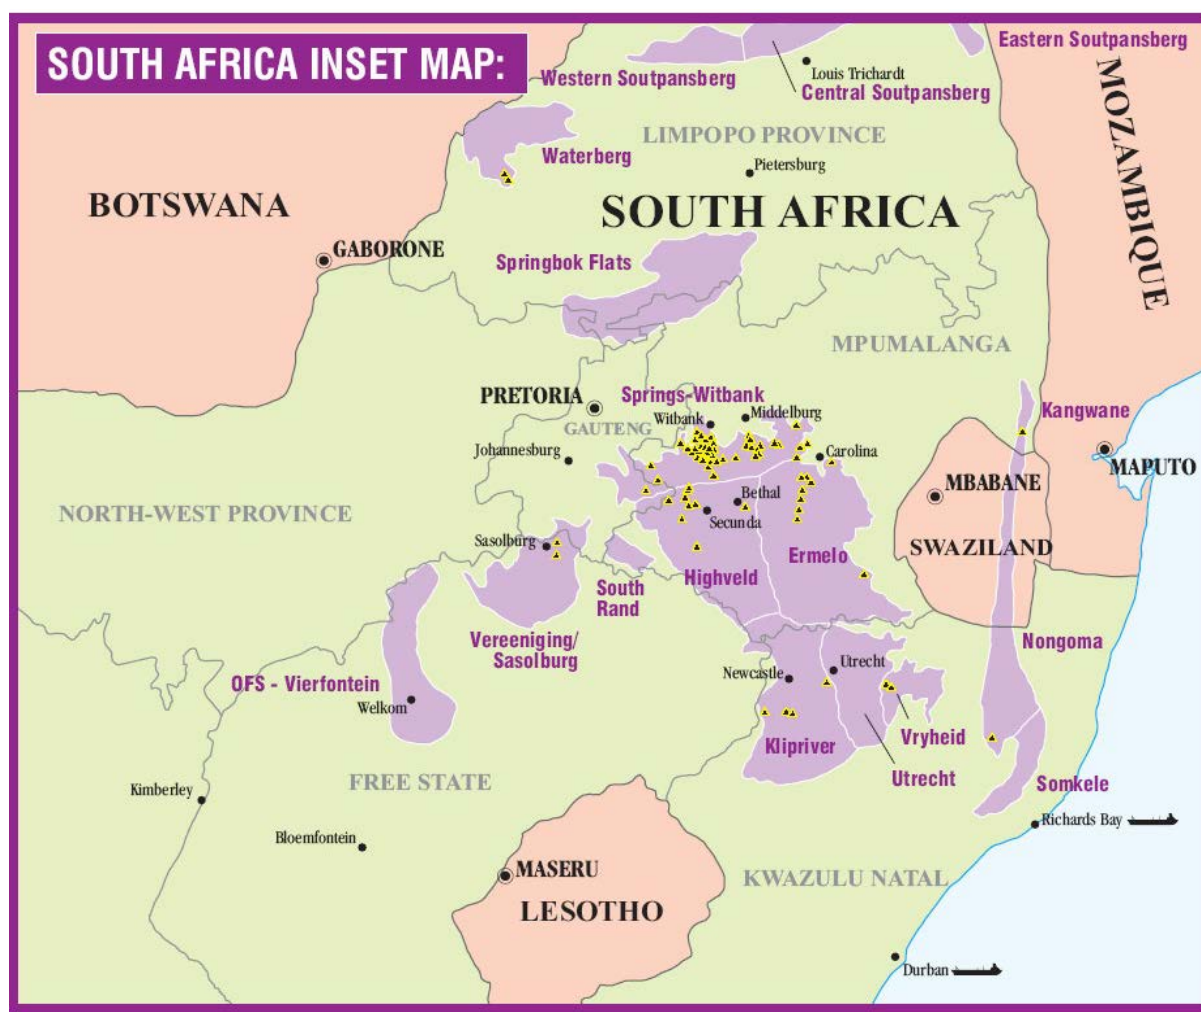 SOUTH AFRICA INSET MAP:
Eastern Soutpansberg
Western Soutpansberg
Louis Trichardt
Central Soutpansberg
MOZAMBIQUE
LIMPOPO PROVINCE
Waterberg
Pietersburg
BOTSWANA
SOUTH AFRICA
GABORONE
Springbok Flats
MPUMALANGA
PRETORIA
Springs-Witbank
Kangwane
Witbank
Middelburg
GAUTENG
Johannesburg
Carolina
MAPUTO
MBABANE
Bethal
NORTH-WEST PROVINCE
Secunda
Sasolburg
SWAZILAND
Ermelo
Highveld
South
Rand
Vereeniging/
Sasolburg
Nongoma
Newcastle
Utrecht
OFS - Vierfontein
Welkom
Vryheid
Klipriver
Utrecht
FREE STATE
Somkele
Kimberley
Richards Bay
Bloemfontein
MASERU
KWAZULU NATAL
LESOTHO
Durban